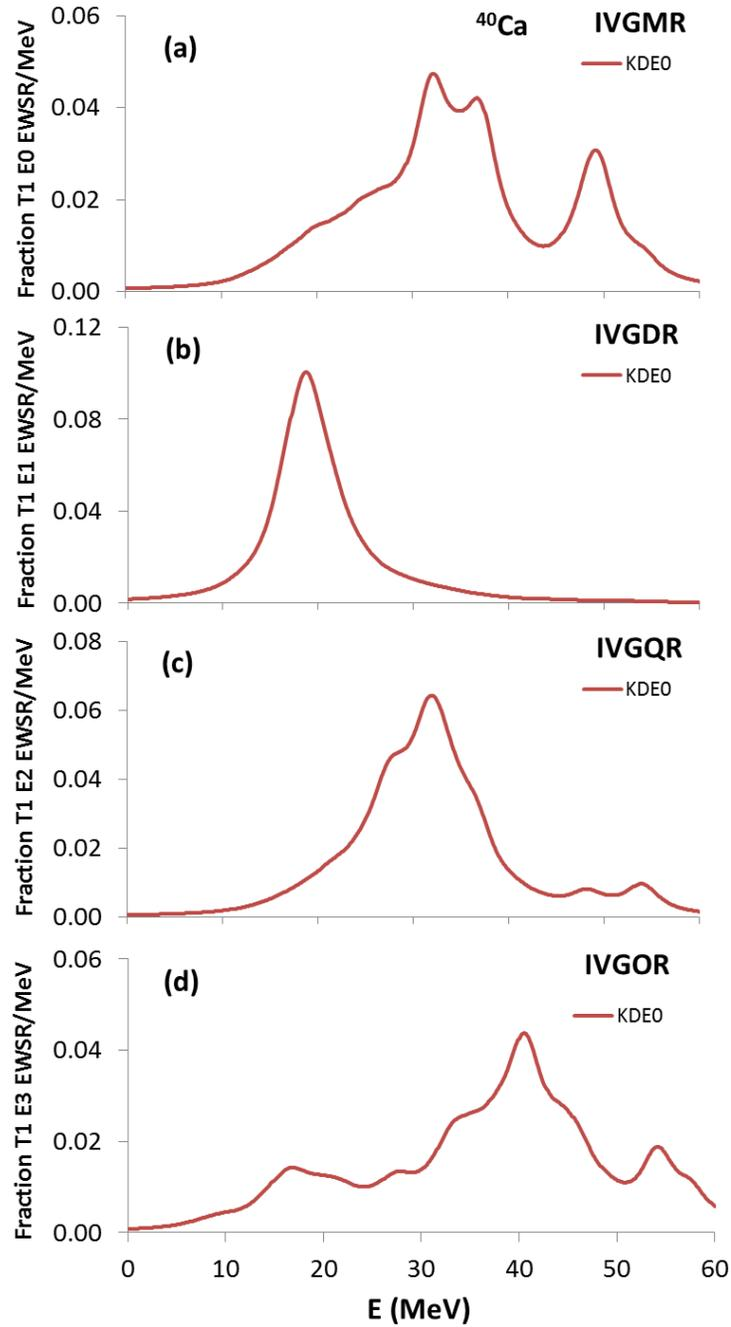 0.06
(a)
⁴⁰Ca
IVGMR
KDE0
0.04
0.02
0.00
Fraction T1 E0 EWSR/MeV
0.12
(b)
IVGDR
KDE0
0.08
0.04
0.00
Fraction T1 E1 EWSR/MeV
0.08
(c)
IVGQR
KDE0
0.06
0.04
0.02
0.00
Fraction T1 E2 EWSR/MeV
0.06
(d)
IVGOR
KDE0
0.04
0.02
0.00
Fraction T1 E3 EWSR/MeV
0 10 20 30 40 50 60
E (MeV)